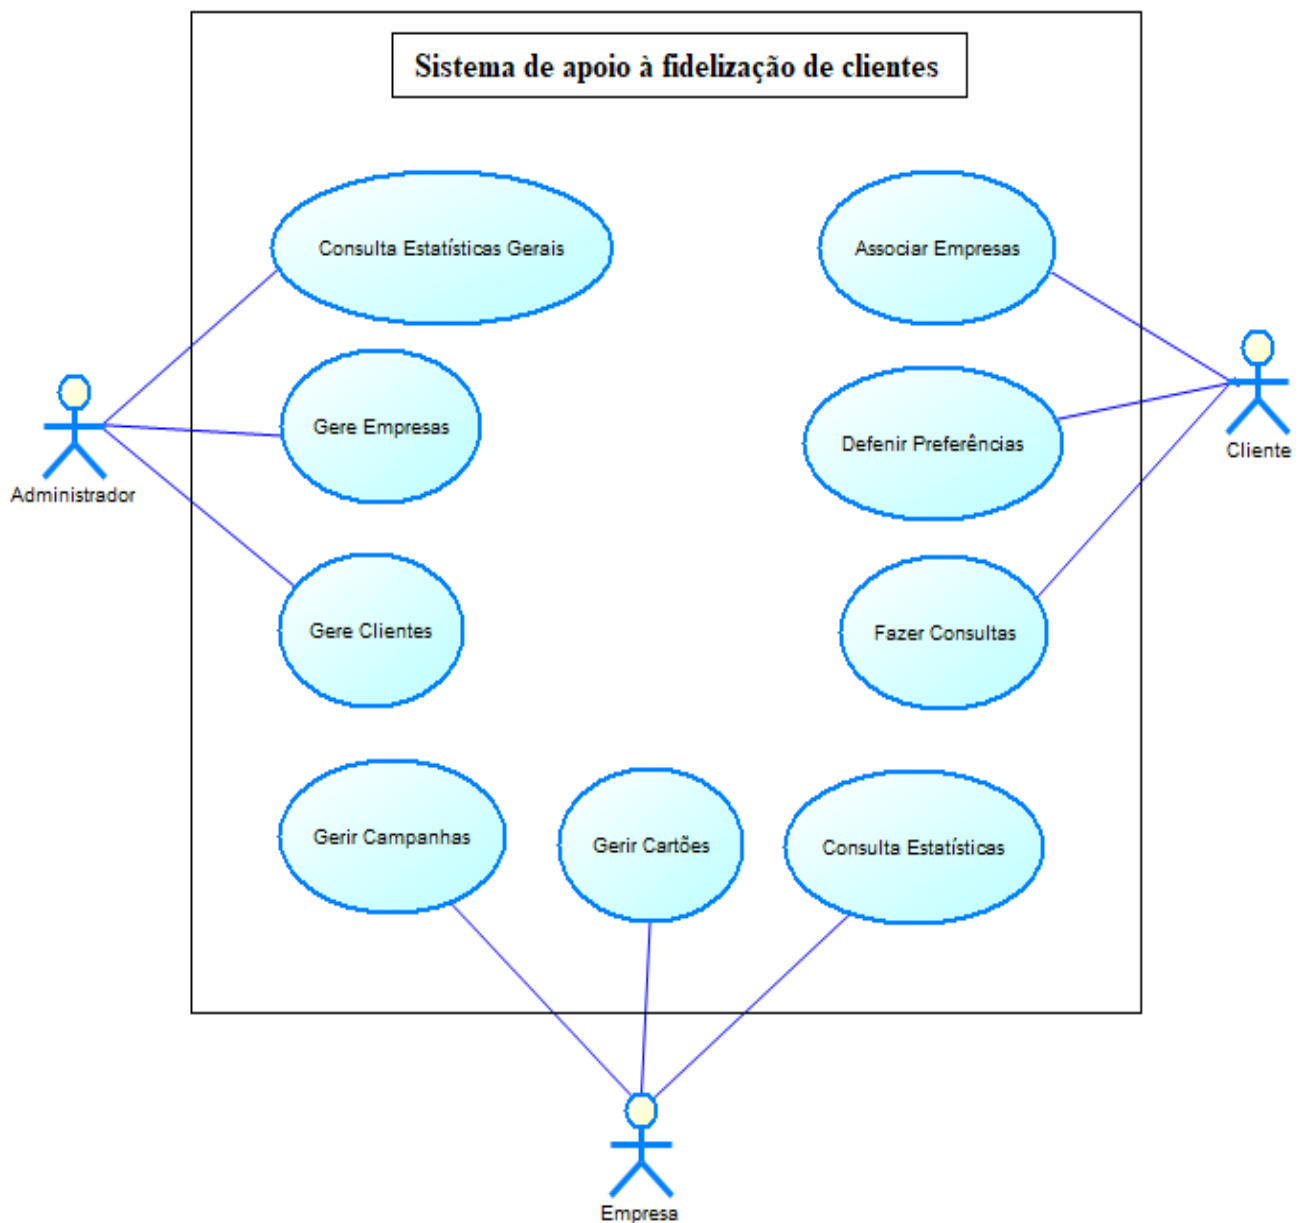 Sistema de apoio à fidelização de clientes
Consulta Estatísticas Gerais
Associar Empresas
Gere Empresas
Defenir Preferências
Cliente
Administrador
Gere Clientes
Fazer Consultas
Gerir Campanhas
Gerir Cartões
Consulta Estatísticas
Empresa